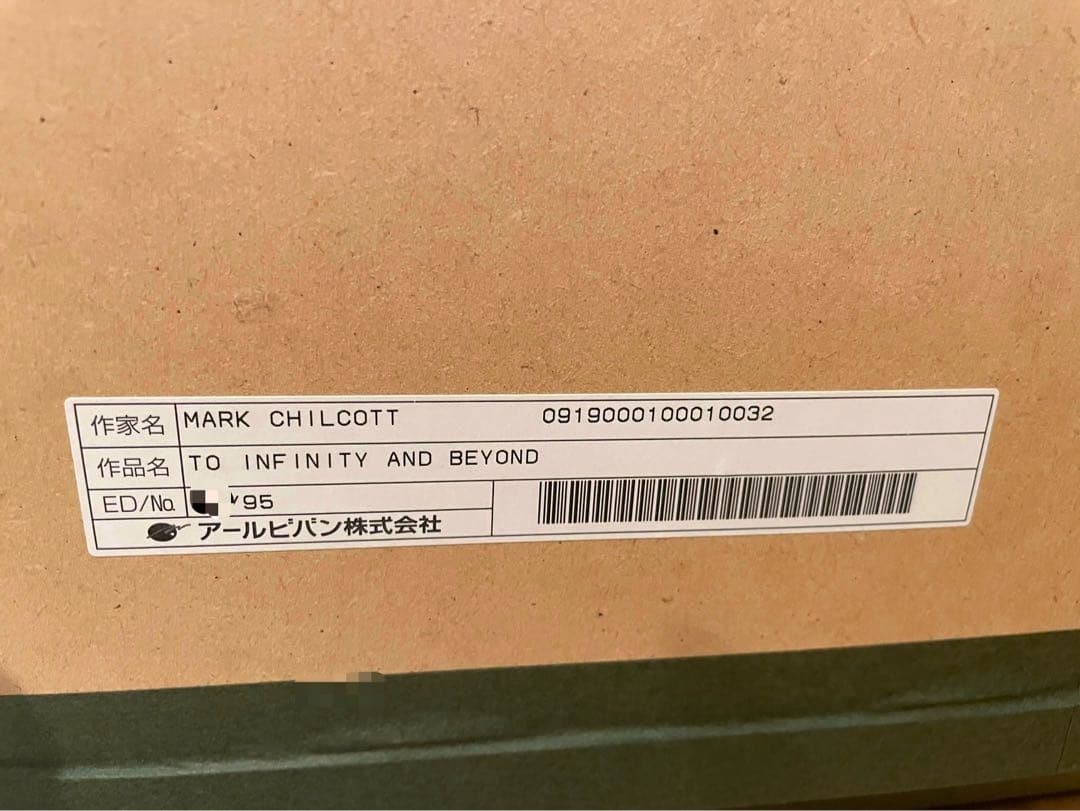 作家名 MARK CHILCOTT 0919000100010032
作品名 TO INFINITY AND BEYOND
ED/No. /95
アールビバン株式会社